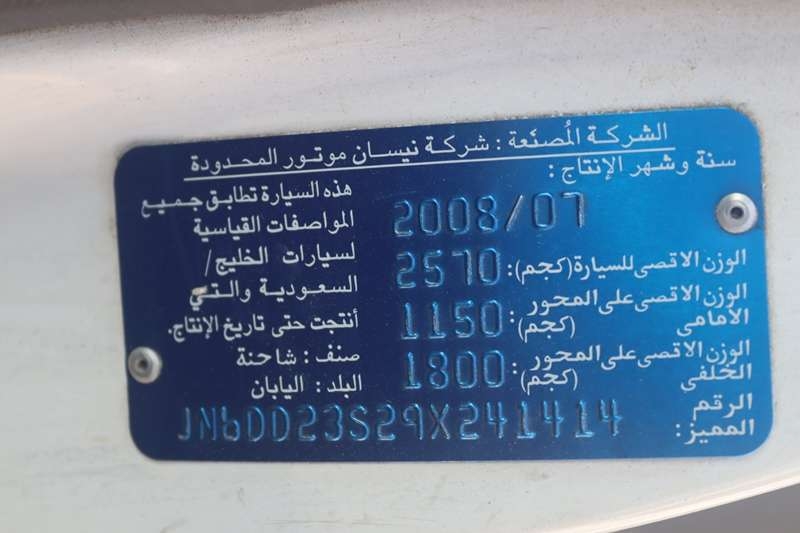 الشركة المُصنّعة : شركة نيسان موتور المحدودة
سنة وشهر الإنتاج :
2008/07
الوزن الاقصى للسيارة (كجم): 2570
الوزن الاقصى على المحور الامامى (كجم): 1150
الوزن الاقصى على المحور الخلفي (كجم): 1800
هذه السيارة تطابق جميع
المواصفات القياسية
لسيارات الخليج/
السعودية والتي
أنتجت حتى تاريخ الإنتاج.
صنف : شاحنة
البلد : اليابان
الرقم المميز : JN6DD23S29X241414